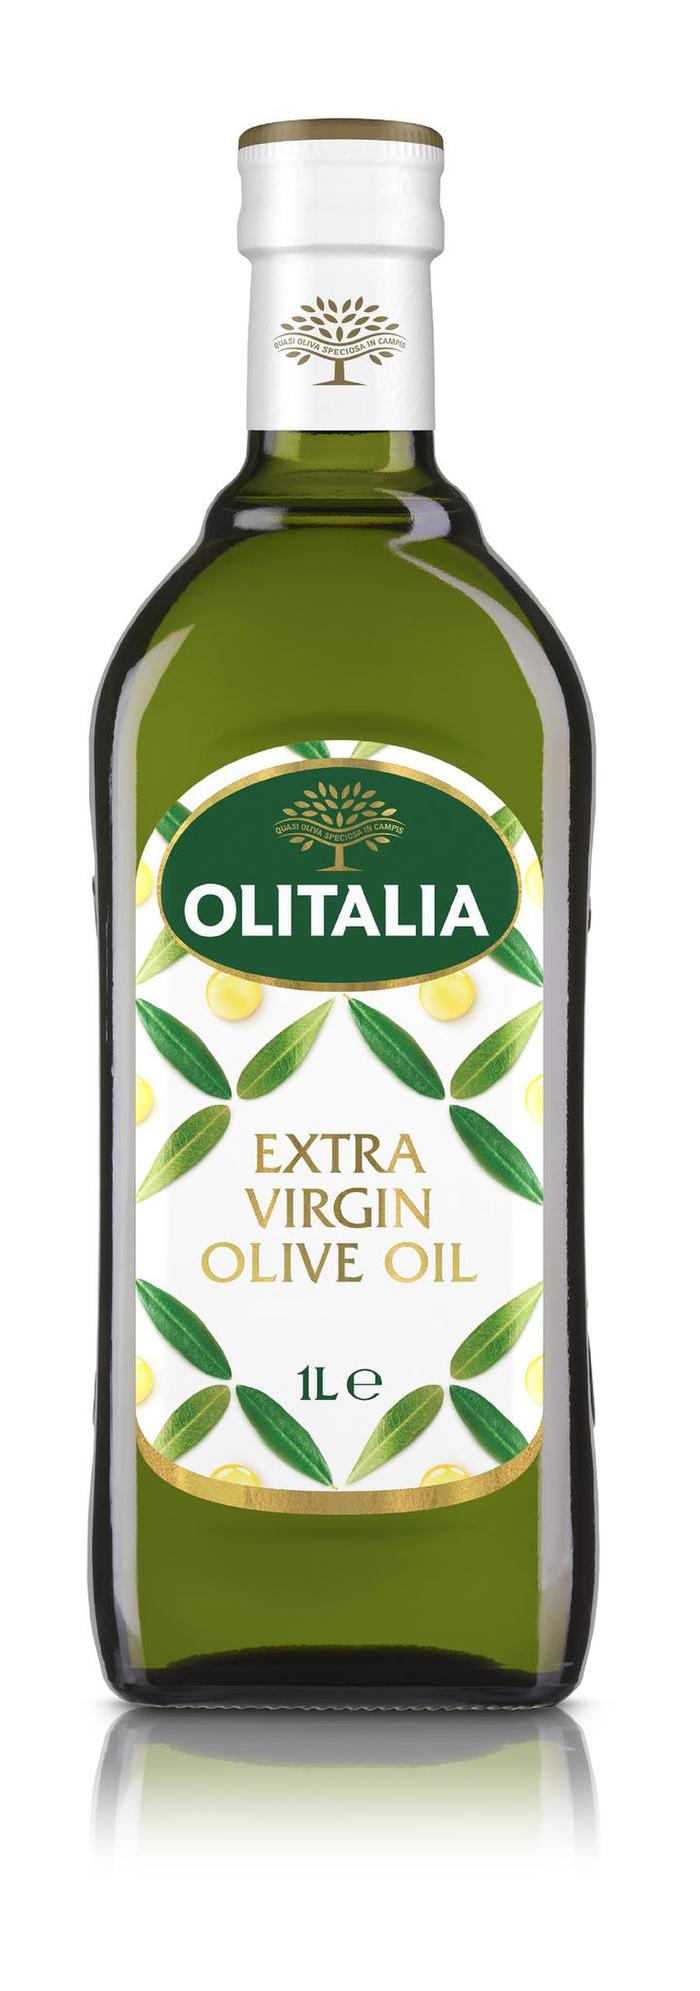 QUASI OLIVA SPECIOSA IN CAMPIS
QUASI OLIVA SPECIOSA IN CAMPIS
OLITALIA
EXTRA
VIRGIN
OLIVE OIL
1L ℮